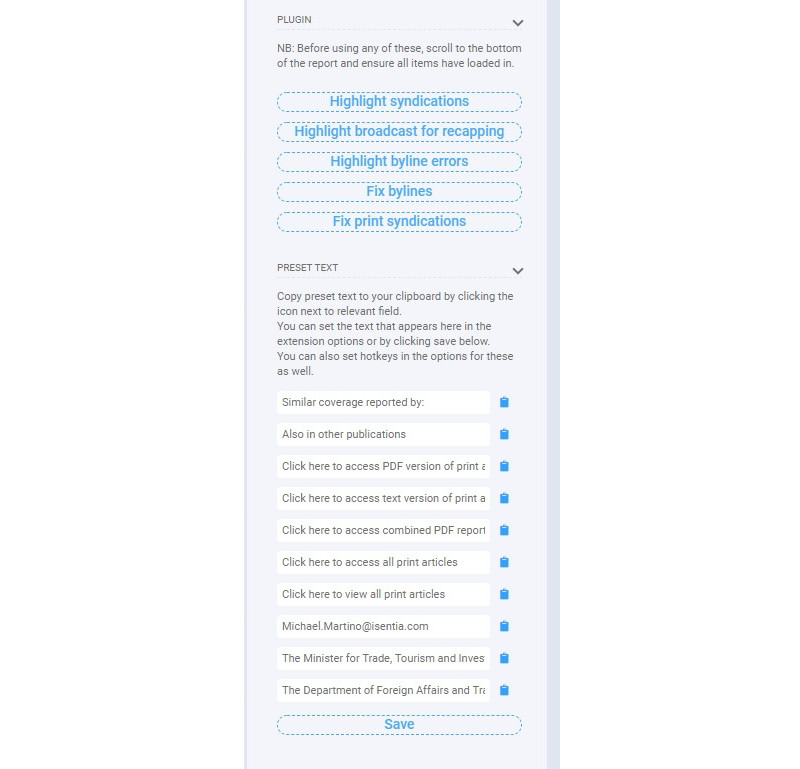 PLUGIN
NB: Before using any of these, scroll to the bottom
of the report and ensure all items have loaded in.
Highlight syndications
Highlight broadcast for recapping
Highlight byline errors
Fix bylines
Fix print syndications
PRESET TEXT
Copy preset text to your clipboard by clicking the
icon next to relevant field.
You can set the text that appears here in the
extension options or by clicking save below.
You can also set hotkeys in the options for these
as well.
Similar coverage reported by:
Also in other publications
Click here to access PDF version of print a
Click here to access text version of print a
Click here to access combined PDF report
Click here to access all print articles
Click here to view all print articles
Michael.Martino@isentia.com
The Minister for Trade, Tourism and Inves
The Department of Foreign Affairs and Tra
Save